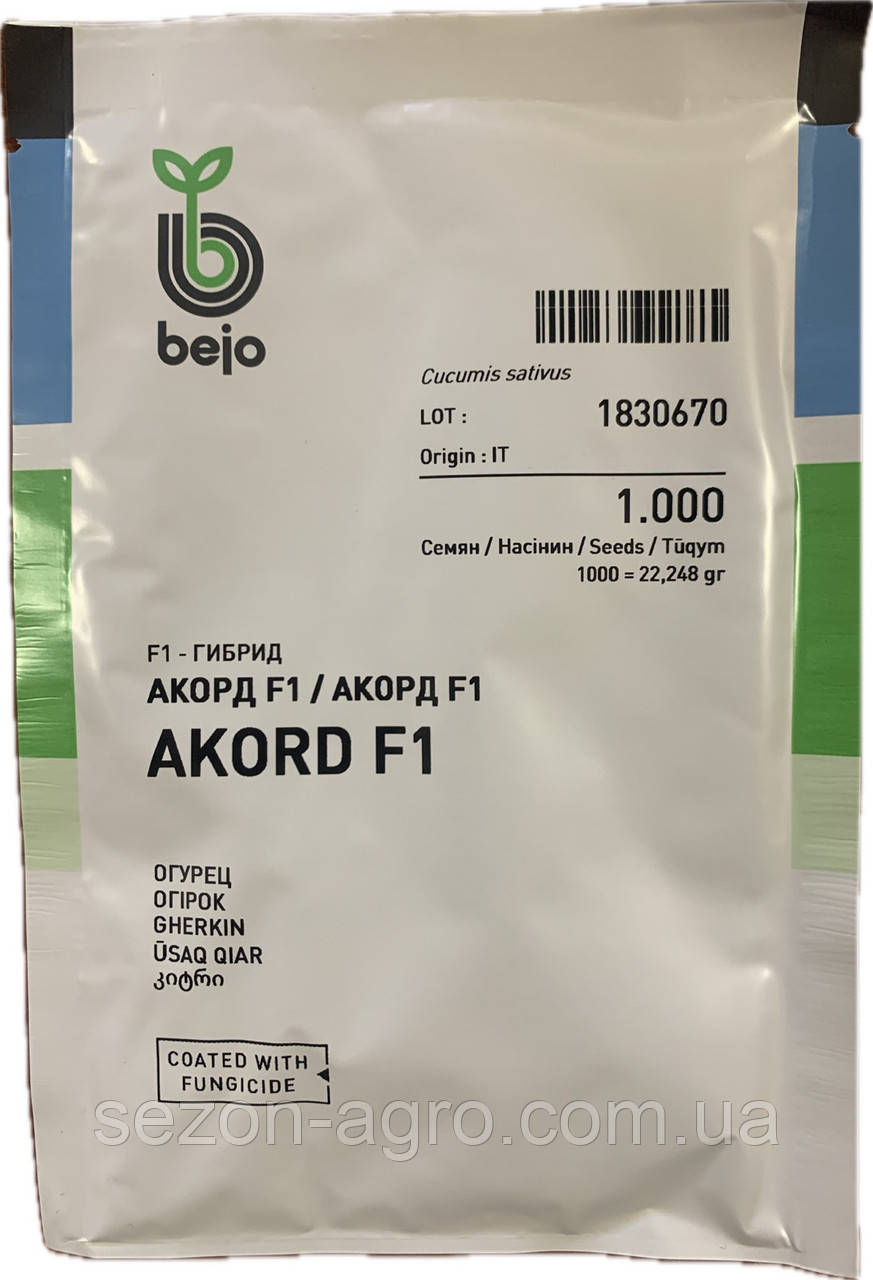 bejo
Cucumis sativus
LOT : 1830670
Origin : IT
1.000
Семян / Насінин / Seeds / Tūqym
1000 = 22,248 gr
F1 - ГИБРИД
АКОРД F1 / АКОРД F1
AKORD F1
ОГУРЕЦ
ОГІРОК
GHERKIN
ŪSAQ QIAR
კიტრი
COATED WITH
FUNGICIDE
sezon-agro.com.ua